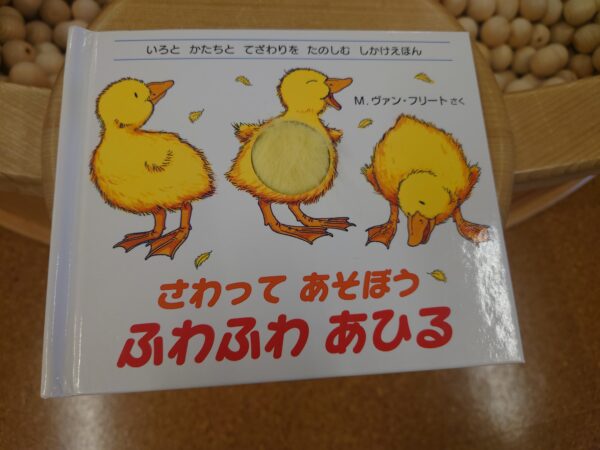 いろと かたちと てざわりを たのしむ しかけえほん
M.ヴァン・フリート さく
さわって あそぼう
ふわふわ あひる